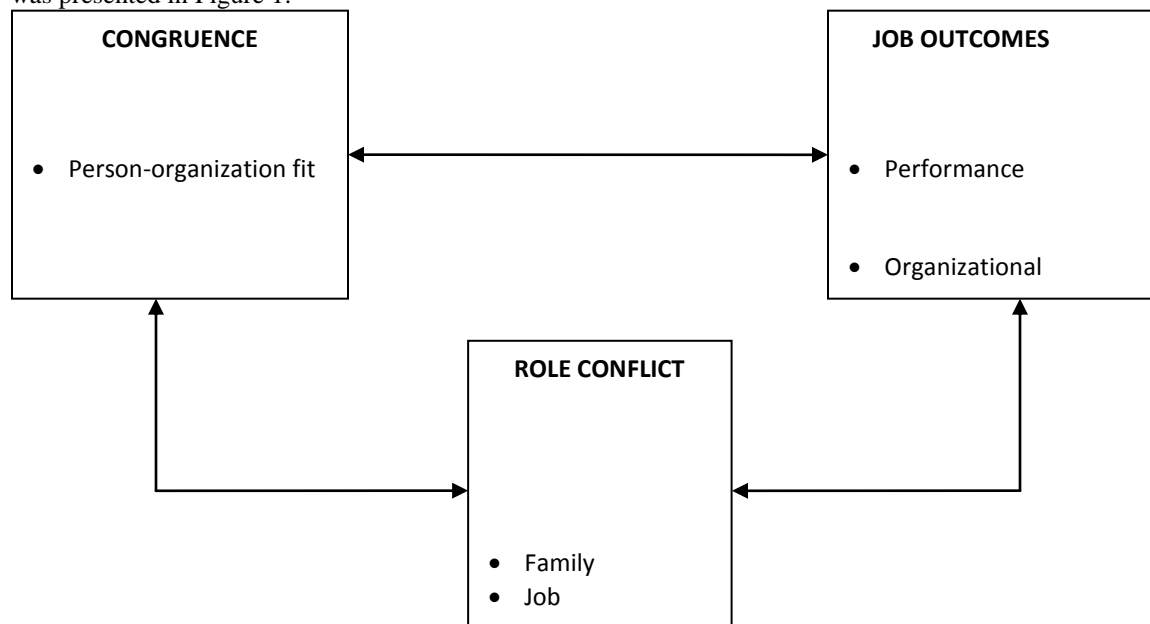 was presented in Figure 1.
CONGRUENCE
• Person-organization fit
JOB OUTCOMES
• Performance
• Organizational
ROLE CONFLICT
• Family
• Job